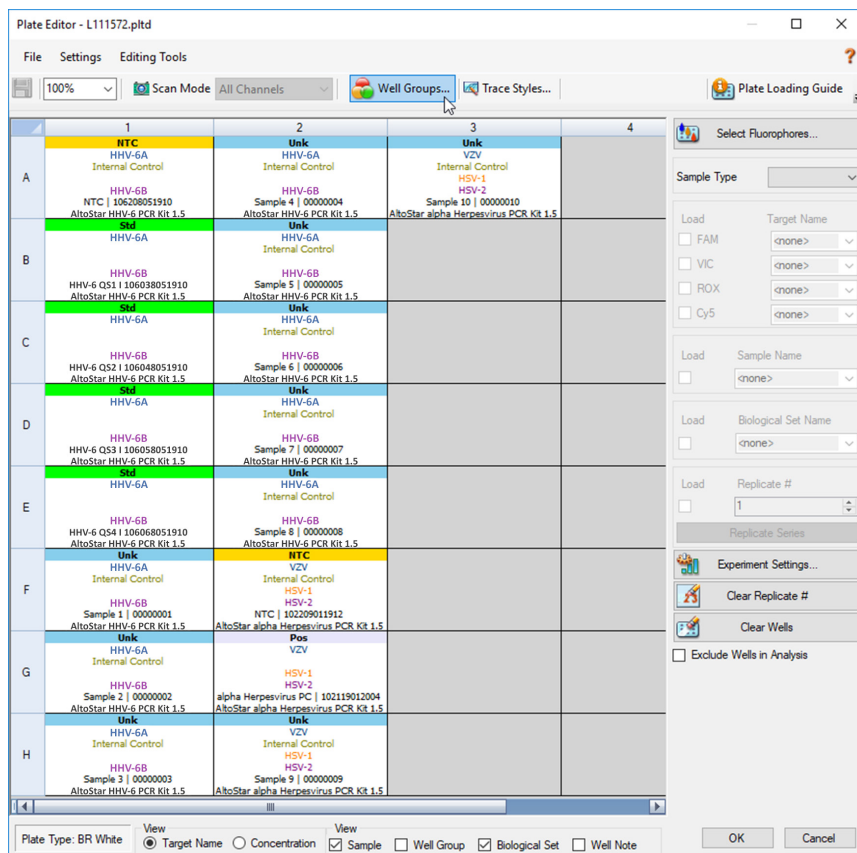 Plate Editor - L111572.pltd
File Settings Editing Tools
100% Scan Mode All Channels Well Groups... Trace Styles... Plate Loading Guide
1 2 3 4
A
NTC
HHV-6A
Internal Control
HHV-6B
NTC | 106208051910
AltoStar HHV-6 PCR Kit 1.5
Unk
HHV-6A
Internal Control
HHV-6B
Sample 4 | 00000004
AltoStar HHV-6 PCR Kit 1.5
Unk
VZV
Internal Control
HSV-1
HSV-2
Sample 10 | 00000010
AltoStar alpha Herpesvirus PCR Kit 1.5
B
Std
HHV-6A
HHV-6B
HHV-6 QS1 I 106038051910
AltoStar HHV-6 PCR Kit 1.5
Unk
HHV-6A
Internal Control
HHV-6B
Sample 5 | 00000005
AltoStar HHV-6 PCR Kit 1.5
C
Std
HHV-6A
HHV-6B
HHV-6 QS2 I 106048051910
AltoStar HHV-6 PCR Kit 1.5
Unk
HHV-6A
Internal Control
HHV-6B
Sample 6 | 00000006
AltoStar HHV-6 PCR Kit 1.5
D
Std
HHV-6A
HHV-6B
HHV-6 QS3 I 106058051910
AltoStar HHV-6 PCR Kit 1.5
Unk
HHV-6A
Internal Control
HHV-6B
Sample 7 | 00000007
AltoStar HHV-6 PCR Kit 1.5
E
Std
HHV-6A
HHV-6B
HHV-6 QS4 I 106068051910
AltoStar HHV-6 PCR Kit 1.5
Unk
HHV-6A
Internal Control
HHV-6B
Sample 8 | 00000008
AltoStar HHV-6 PCR Kit 1.5
F
Unk
HHV-6A
Internal Control
HHV-6B
Sample 1 | 00000001
AltoStar HHV-6 PCR Kit 1.5
NTC
VZV
Internal Control
HSV-1
HSV-2
NTC | 102209011912
AltoStar alpha Herpesvirus PCR Kit 1.5
G
Unk
HHV-6A
Internal Control
HHV-6B
Sample 2 | 00000002
AltoStar HHV-6 PCR Kit 1.5
Pos
VZV
HSV-1
HSV-2
alpha Herpesvirus PC | 102119012004
AltoStar alpha Herpesvirus PCR Kit 1.5
H
Unk
HHV-6A
Internal Control
HHV-6B
Sample 3 | 00000003
AltoStar HHV-6 PCR Kit 1.5
Unk
VZV
Internal Control
HSV-1
HSV-2
Sample 9 | 00000009
AltoStar alpha Herpesvirus PCR Kit 1.5
Select Fluorophores...
Sample Type
Load Target Name
FAM <none>
VIC <none>
ROX <none>
Cy5 <none>
Load Sample Name
<none>
Load Biological Set Name
<none>
Load Replicate #
1
Replicate Series
Experiment Settings...
Clear Replicate #
Clear Wells
Exclude Wells in Analysis
Plate Type: BR White
View
Target Name Concentration
View
Sample Well Group Biological Set Well Note
OK Cancel